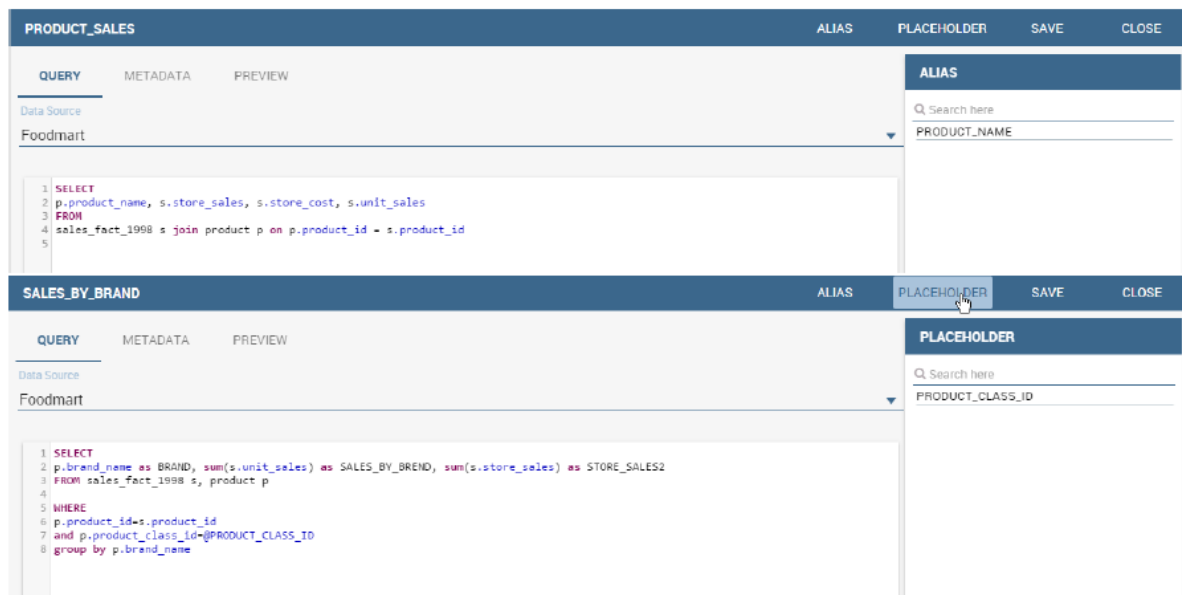 PRODUCT_SALES ALIAS PLACEHOLDER SAVE CLOSE
QUERY METADATA PREVIEW
ALIAS
Data Source
Search here
Foodmart
PRODUCT_NAME
1 SELECT
2 p.product_name, s.store_sales, s.store_cost, s.unit_sales
3 FROM
4 sales_fact_1998 s join product p on p.product_id = s.product_id
5
SALES_BY_BRAND ALIAS PLACEHOLDER SAVE CLOSE
QUERY METADATA PREVIEW
PLACEHOLDER
Data Source
Search here
Foodmart
PRODUCT_CLASS_ID
1 SELECT
2 p.brand_name as BRAND, sum(s.unit_sales) as SALES_BY_BREND, sum(s.store_sales) as STORE_SALES2
3 FROM sales_fact_1998 s, product p
4
5 WHERE
6 p.product_id=s.product_id
7 and p.product_class_id=@PRODUCT_CLASS_ID
8 group by p.brand_name